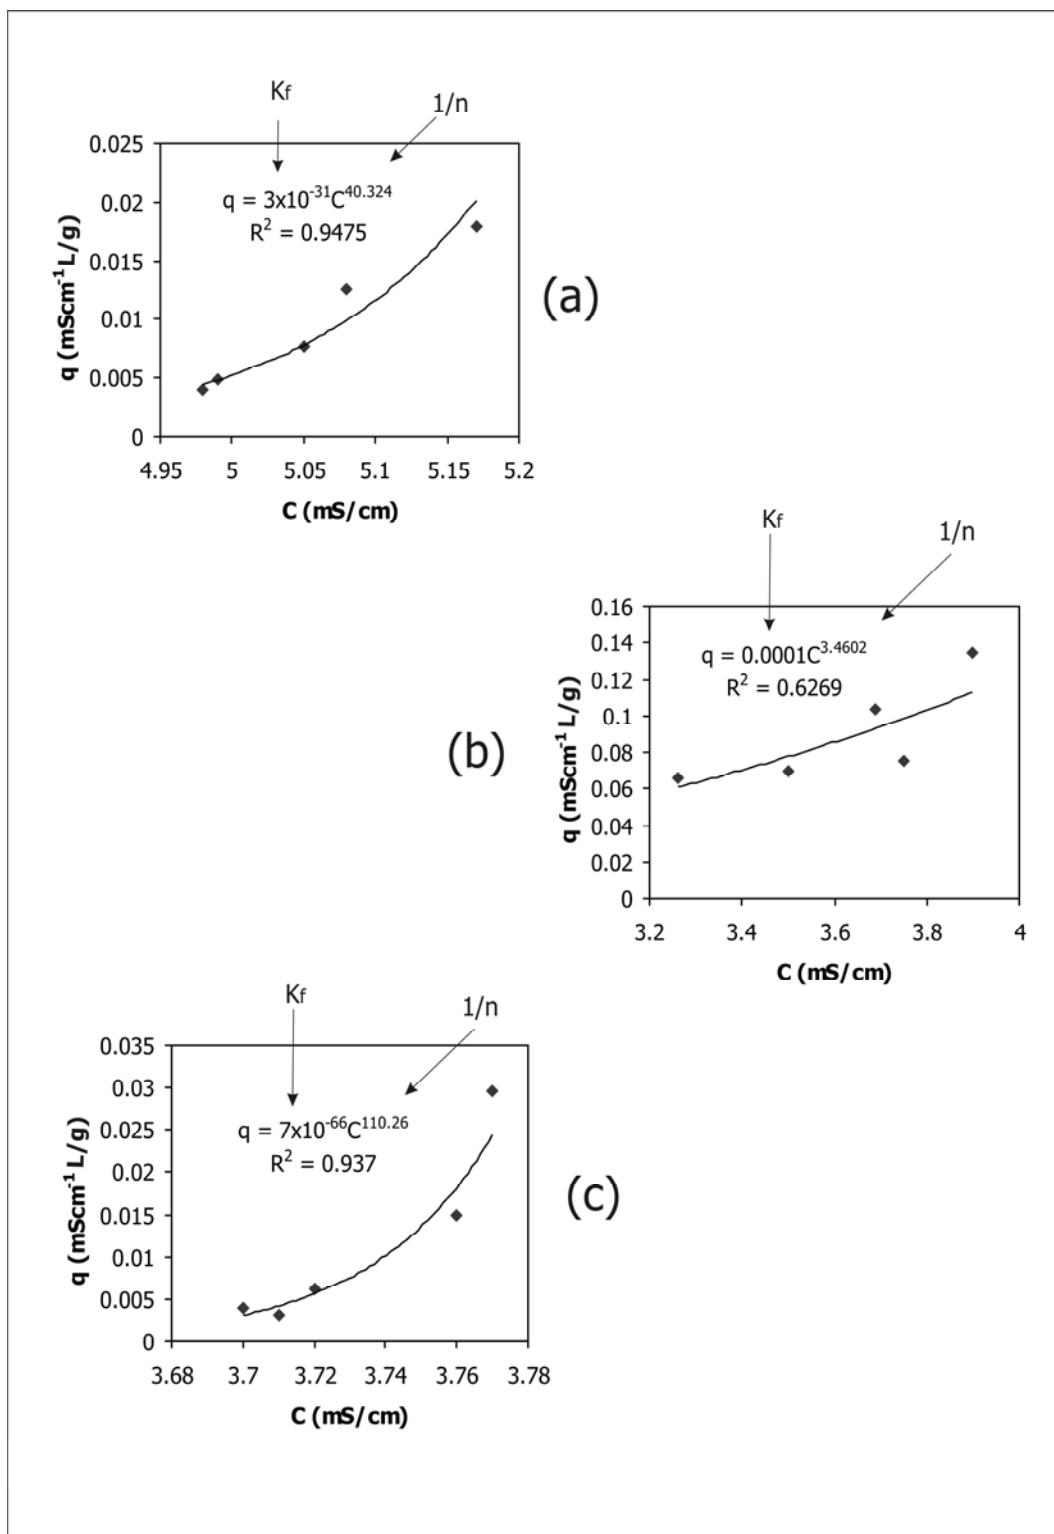 Kf
1/n
0.025
0.02
0.015
0.01
0.005
0
q (mScm⁻¹L/g)
q = 3x10⁻³¹C⁴⁰·³²⁴
R² = 0.9475
4.95 5 5.05 5.1 5.15 5.2
C (mS/cm)
(a)
Kf
1/n
0.16
0.14
0.12
0.1
0.08
0.06
0.04
0.02
0
q (mScm⁻¹ L/g)
q = 0.0001C³·⁴⁶⁰²
R² = 0.6269
3.2 3.4 3.6 3.8 4
C (mS/cm)
(b)
Kf
1/n
0.035
0.03
0.025
0.02
0.015
0.01
0.005
0
q (mScm⁻¹L/g)
q = 7x10⁻⁶⁶C¹¹⁰·²⁶
R² = 0.937
3.68 3.7 3.72 3.74 3.76 3.78
C (mS/cm)
(c)